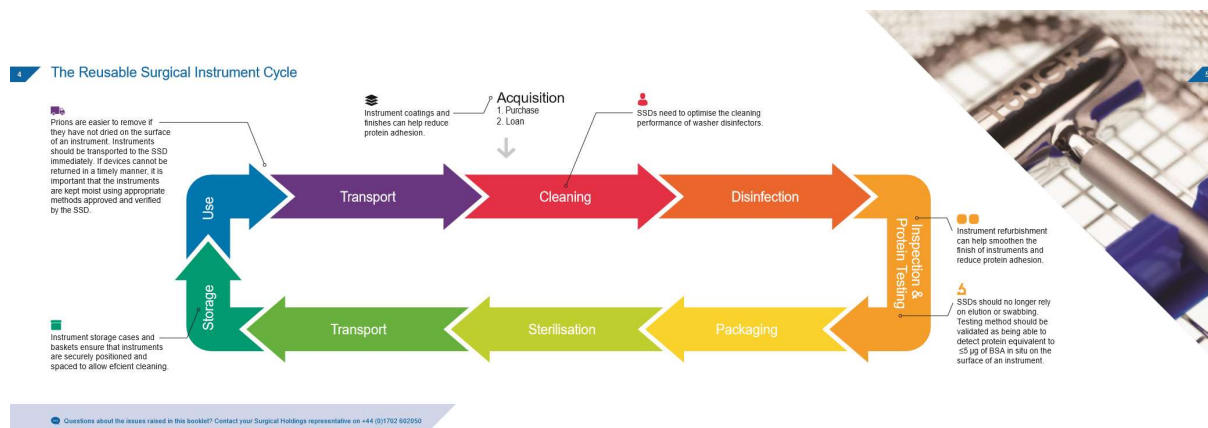 4
The Reusable Surgical Instrument Cycle
5
Prions are easier to remove if
they have not dried on the surface
of an instrument. Instruments
should be transported to the SSD
immediately. If devices cannot be
returned in a timely manner, it is
important that the instruments
are kept moist using appropriate
methods approved and verified
by the SSD.
Instrument coatings and
finishes can help reduce
protein adhesion.
Acquisition
1. Purchase
2. Loan
SSDs need to optimise the cleaning
performance of washer disinfectors.
Use
Transport
Cleaning
Disinfection
Inspection &
Protein Testing
Instrument refurbishment
can help smoothen the
finish of instruments and
reduce protein adhesion.
SSDs should no longer rely
on elution or swabbing.
Testing method should be
validated as being able to
detect protein equivalent to
≤5 µg of BSA in situ on the
surface of an instrument.
Storage
Transport
Sterilisation
Packaging
Instrument storage cases and
baskets ensure that instruments
are securely positioned and
spaced to allow efcient cleaning.
Questions about the issues raised in this booklet? Contact your Surgical Holdings representative on +44 (0)1702 602050